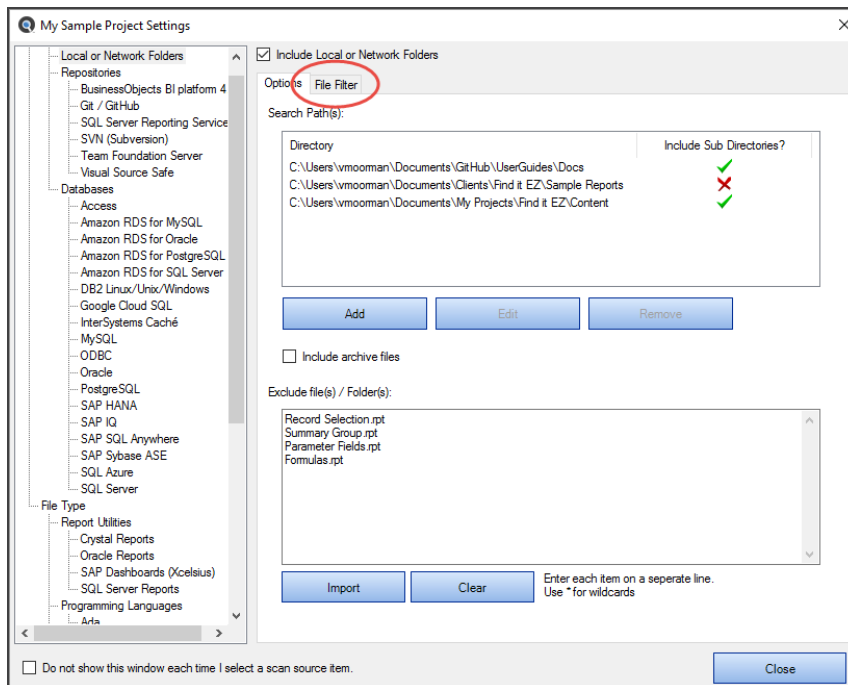 My Sample Project Settings
Local or Network Folders
Repositories
BusinessObjects BI platform 4
Git / GitHub
SQL Server Reporting Service
SVN (Subversion)
Team Foundation Server
Visual Source Safe
Databases
Access
Amazon RDS for MySQL
Amazon RDS for Oracle
Amazon RDS for PostgreSQL
Amazon RDS for SQL Server
DB2 Linux/Unix/Windows
Google Cloud SQL
InterSystems Caché
MySQL
ODBC
Oracle
PostgreSQL
SAP HANA
SAP IQ
SAP SQL Anywhere
SAP Sybase ASE
SQL Azure
SQL Server
File Type
Report Utilities
Crystal Reports
Oracle Reports
SAP Dashboards (Xcelsius)
SQL Server Reports
Programming Languages
Ada
Include Local or Network Folders
Options File Filter
Search Path(s):
Directory Include Sub Directories?
C:\Users\vmoorman\Documents\GitHub\UserGuides\Docs
C:\Users\vmoorman\Documents\Clients\Find it EZ\Sample Reports
C:\Users\vmoorman\Documents\My Projects\Find it EZ\Content
Add Edit Remove
Include archive files
Exclude file(s) / Folder(s):
Record Selection.rpt
Summary Group.rpt
Parameter Fields.rpt
Formulas.rpt
Import Clear
Enter each item on a seperate line.
Use * for wildcards
Do not show this window each time I select a scan source item.
Close